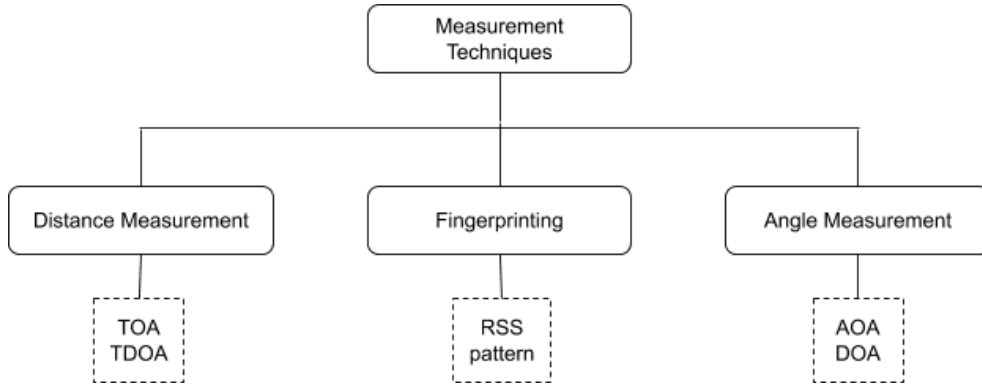 Measurement
Techniques
Distance Measurement
Fingerprinting
Angle Measurement
TOA
TDOA
RSS
pattern
AOA
DOA